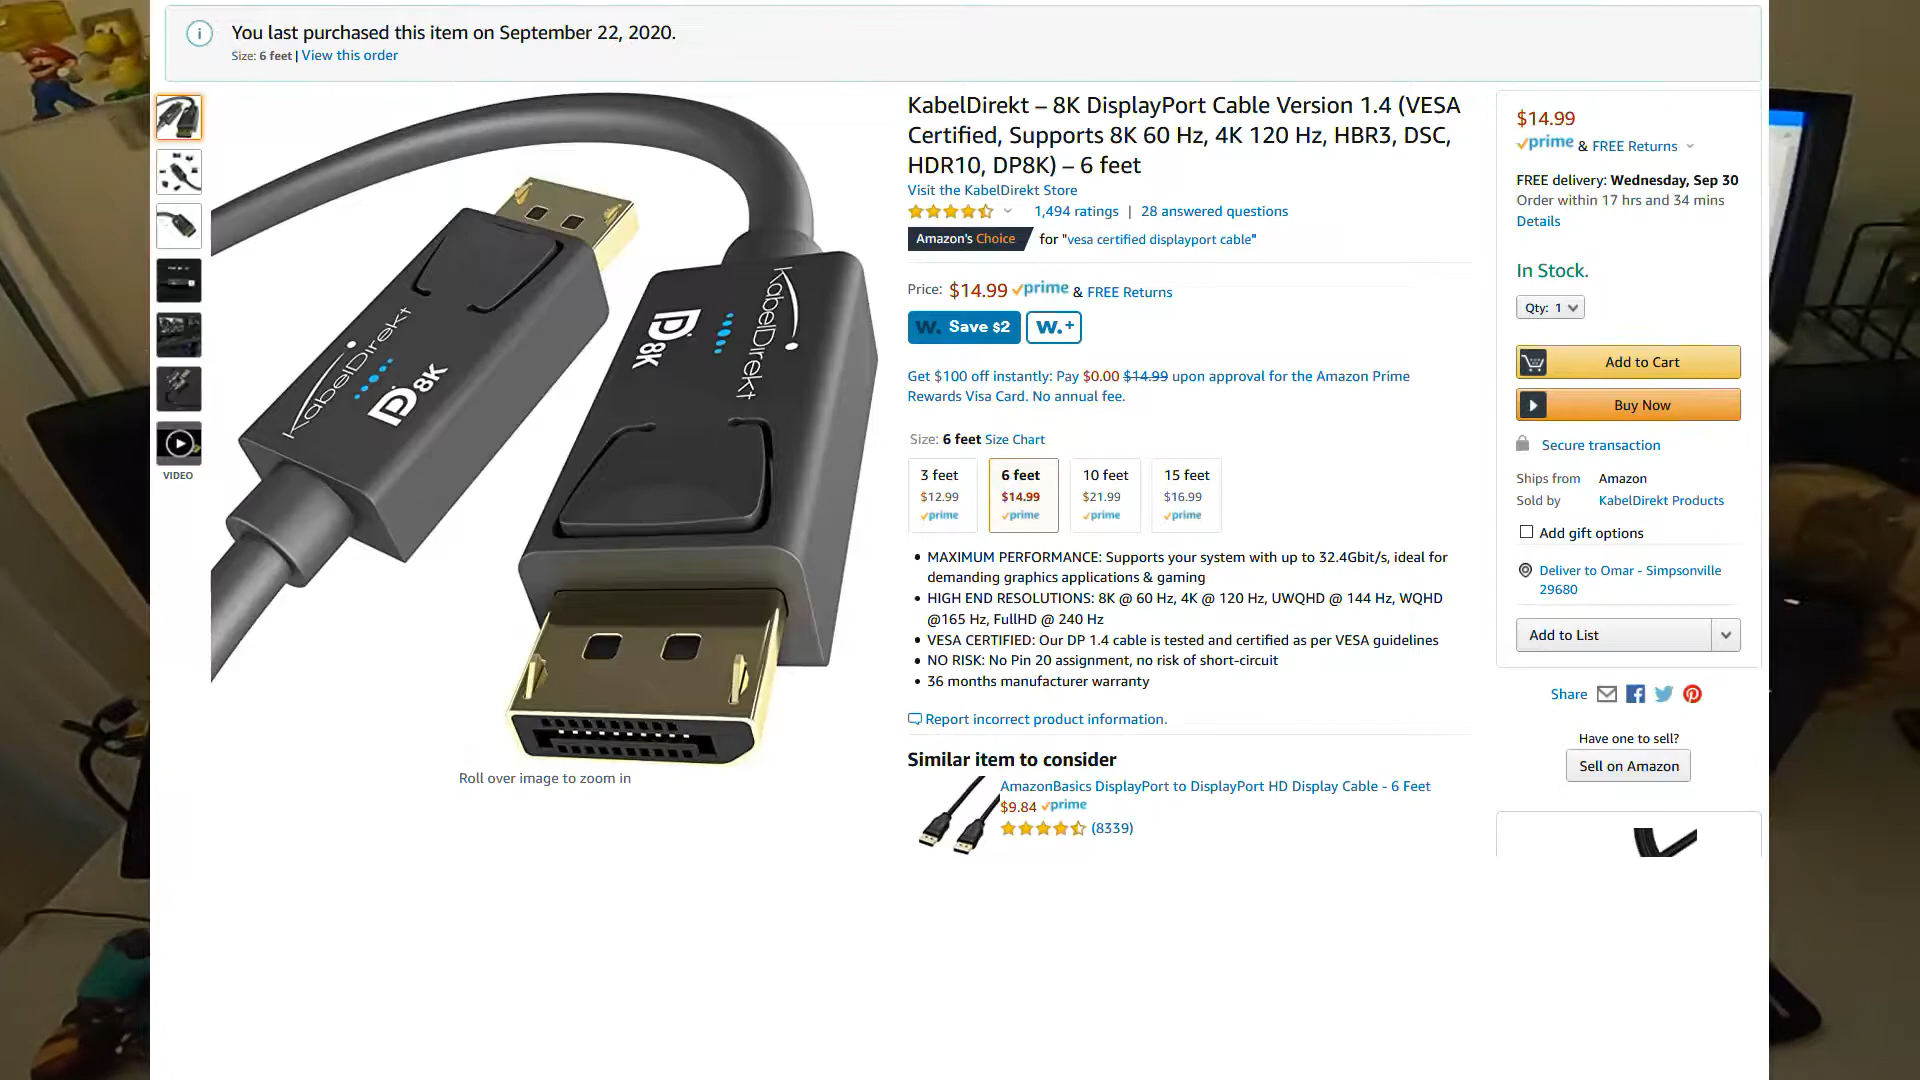 You last purchased this item on September 22, 2020.
Size: 6 feet | View this order
VIDEO
KabelDirekt
DP 8K
KabelDirekt
DP 8K
Roll over image to zoom in
KabelDirekt – 8K DisplayPort Cable Version 1.4 (VESA
Certified, Supports 8K 60 Hz, 4K 120 Hz, HBR3, DSC,
HDR10, DP8K) – 6 feet
Visit the KabelDirekt Store
1,494 ratings | 28 answered questions
Amazon's Choice for "vesa certified displayport cable"
Price: $14.99 prime & FREE Returns
W. Save $2 W.+
Get $100 off instantly: Pay $0.00 $14.99 upon approval for the Amazon Prime
Rewards Visa Card. No annual fee.
Size: 6 feet Size Chart
3 feet 6 feet 10 feet 15 feet
$12.99 $14.99 $21.99 $16.99
prime prime prime prime
• MAXIMUM PERFORMANCE: Supports your system with up to 32.4Gbit/s, ideal for
demanding graphics applications & gaming
• HIGH END RESOLUTIONS: 8K @ 60 Hz, 4K @ 120 Hz, UWQHD @ 144 Hz, WQHD
@165 Hz, FullHD @ 240 Hz
• VESA CERTIFIED: Our DP 1.4 cable is tested and certified as per VESA guidelines
• NO RISK: No Pin 20 assignment, no risk of short-circuit
• 36 months manufacturer warranty
Report incorrect product information.
Similar item to consider
AmazonBasics DisplayPort to DisplayPort HD Display Cable - 6 Feet
$9.84 prime
(8339)
$14.99
prime & FREE Returns
FREE delivery: Wednesday, Sep 30
Order within 17 hrs and 34 mins
Details
In Stock.
Qty: 1
Add to Cart
Buy Now
Secure transaction
Ships from Amazon
Sold by KabelDirekt Products
Add gift options
Deliver to Omar - Simpsonville
29680
Add to List
Share
Have one to sell?
Sell on Amazon